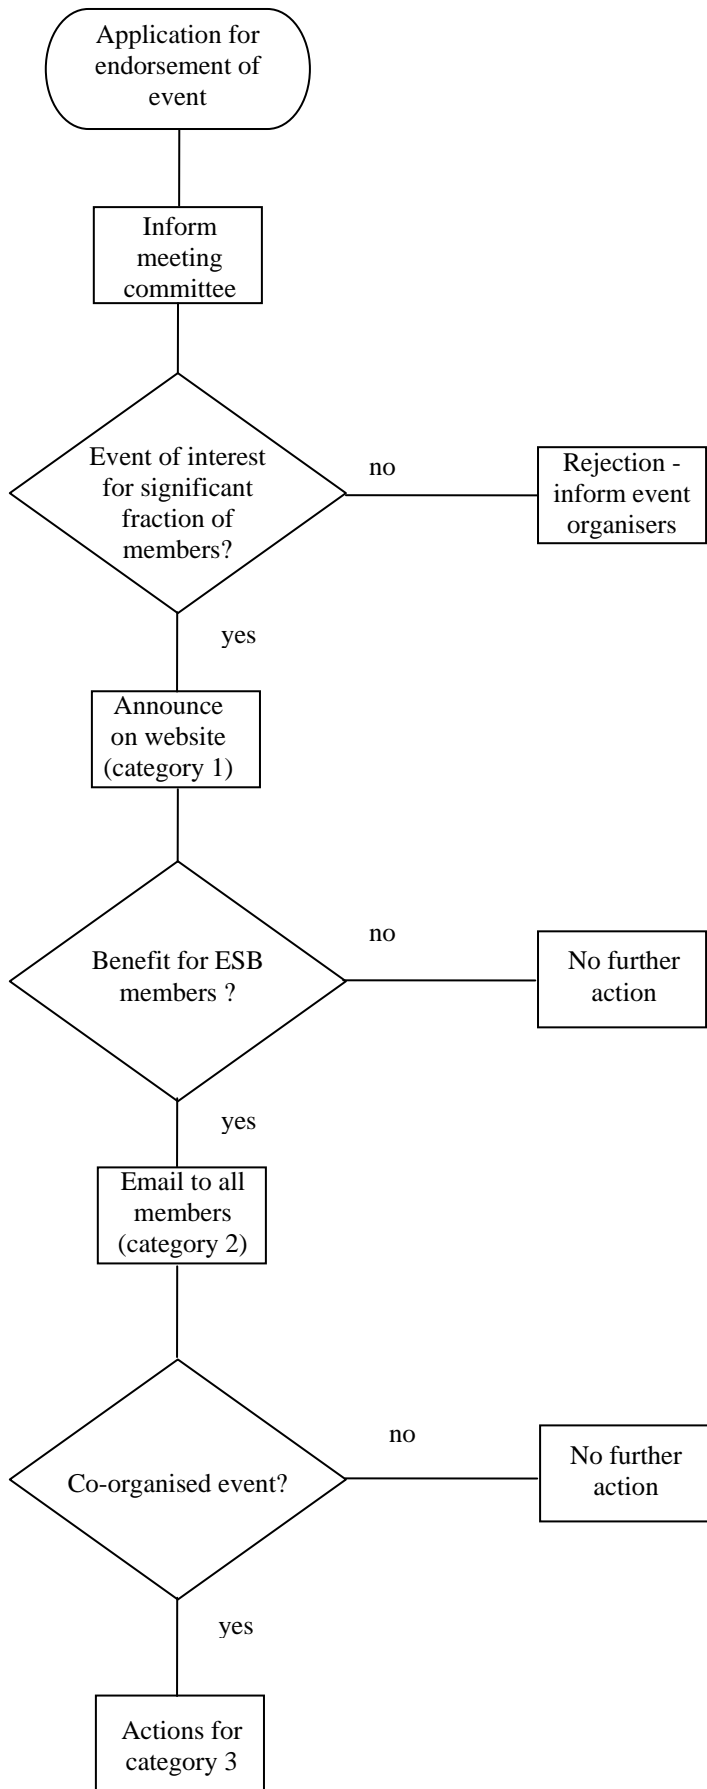 Application for
endorsement of
event
Inform
meeting
committee
Event of interest
for significant
fraction of
members?
no
Rejection -
inform event
organisers
yes
Announce
on website
(category 1)
Benefit for ESB
members ?
no
No further
action
yes
Email to all
members
(category 2)
Co-organised event?
no
No further
action
yes
Actions for
category 3